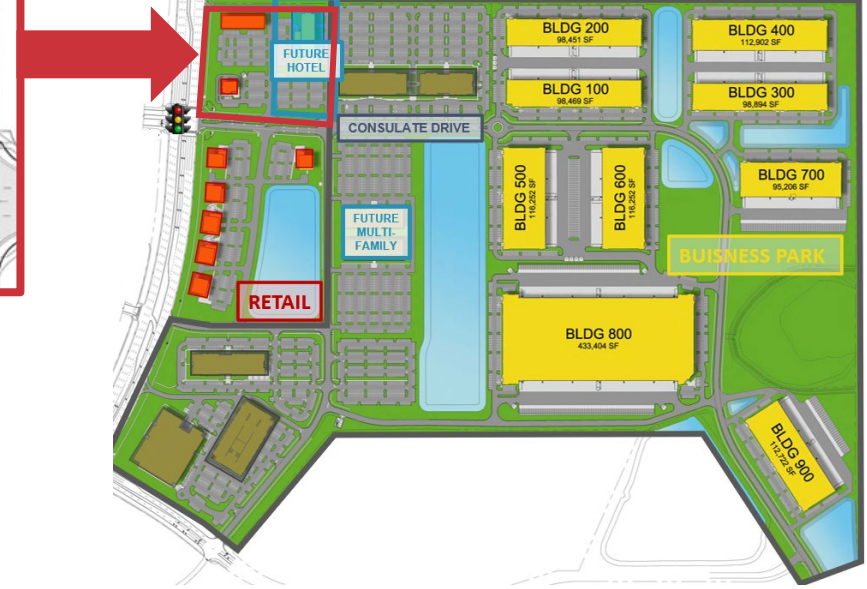 BLDG 200
98,451 SF
BLDG 400
112,902 SF
FUTURE
HOTEL
BLDG 100
98,469 SF
BLDG 300
98,894 SF
CONSULATE DRIVE
BLDG 500
116,252 SF
BLDG 600
116,252 SF
BLDG 700
95,206 SF
FUTURE
MULTI-
FAMILY
BUISNESS PARK
RETAIL
BLDG 800
433,404 SF
BLDG 900
112,722 SF